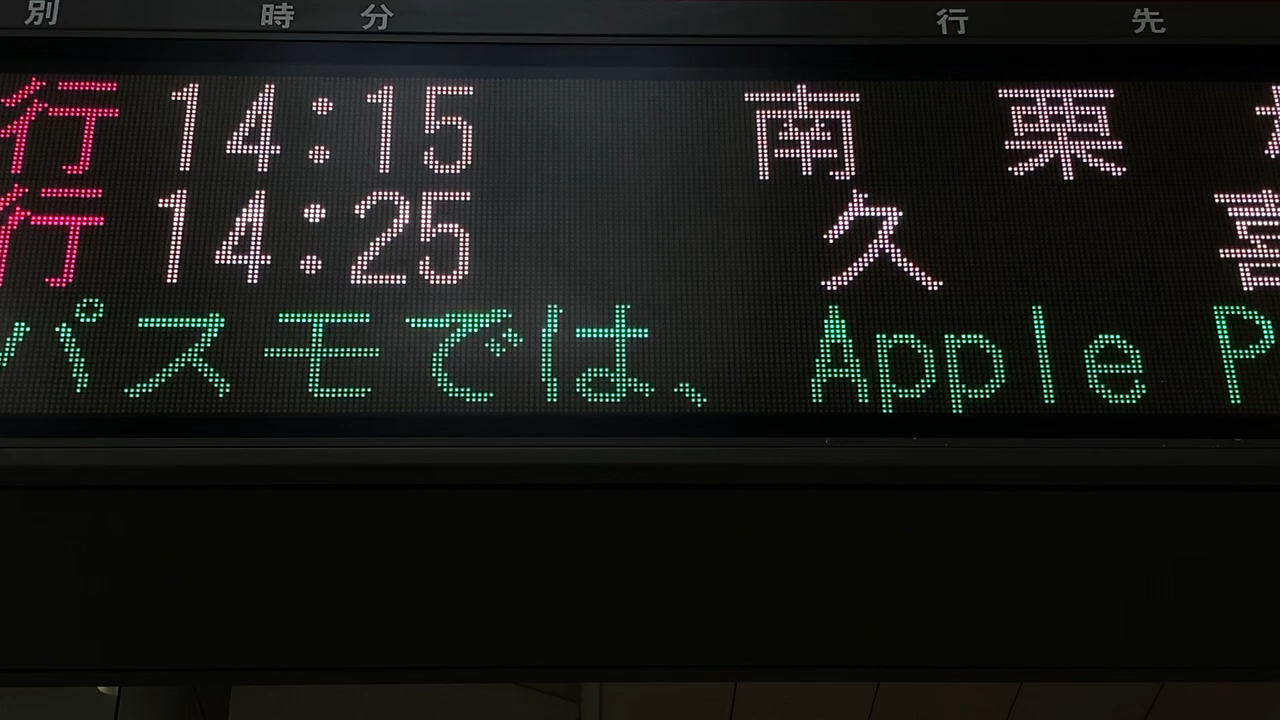 別 時 分 行 先
行 14:15 南 栗
行 14:25 久 喜
パスモでは、 Apple P